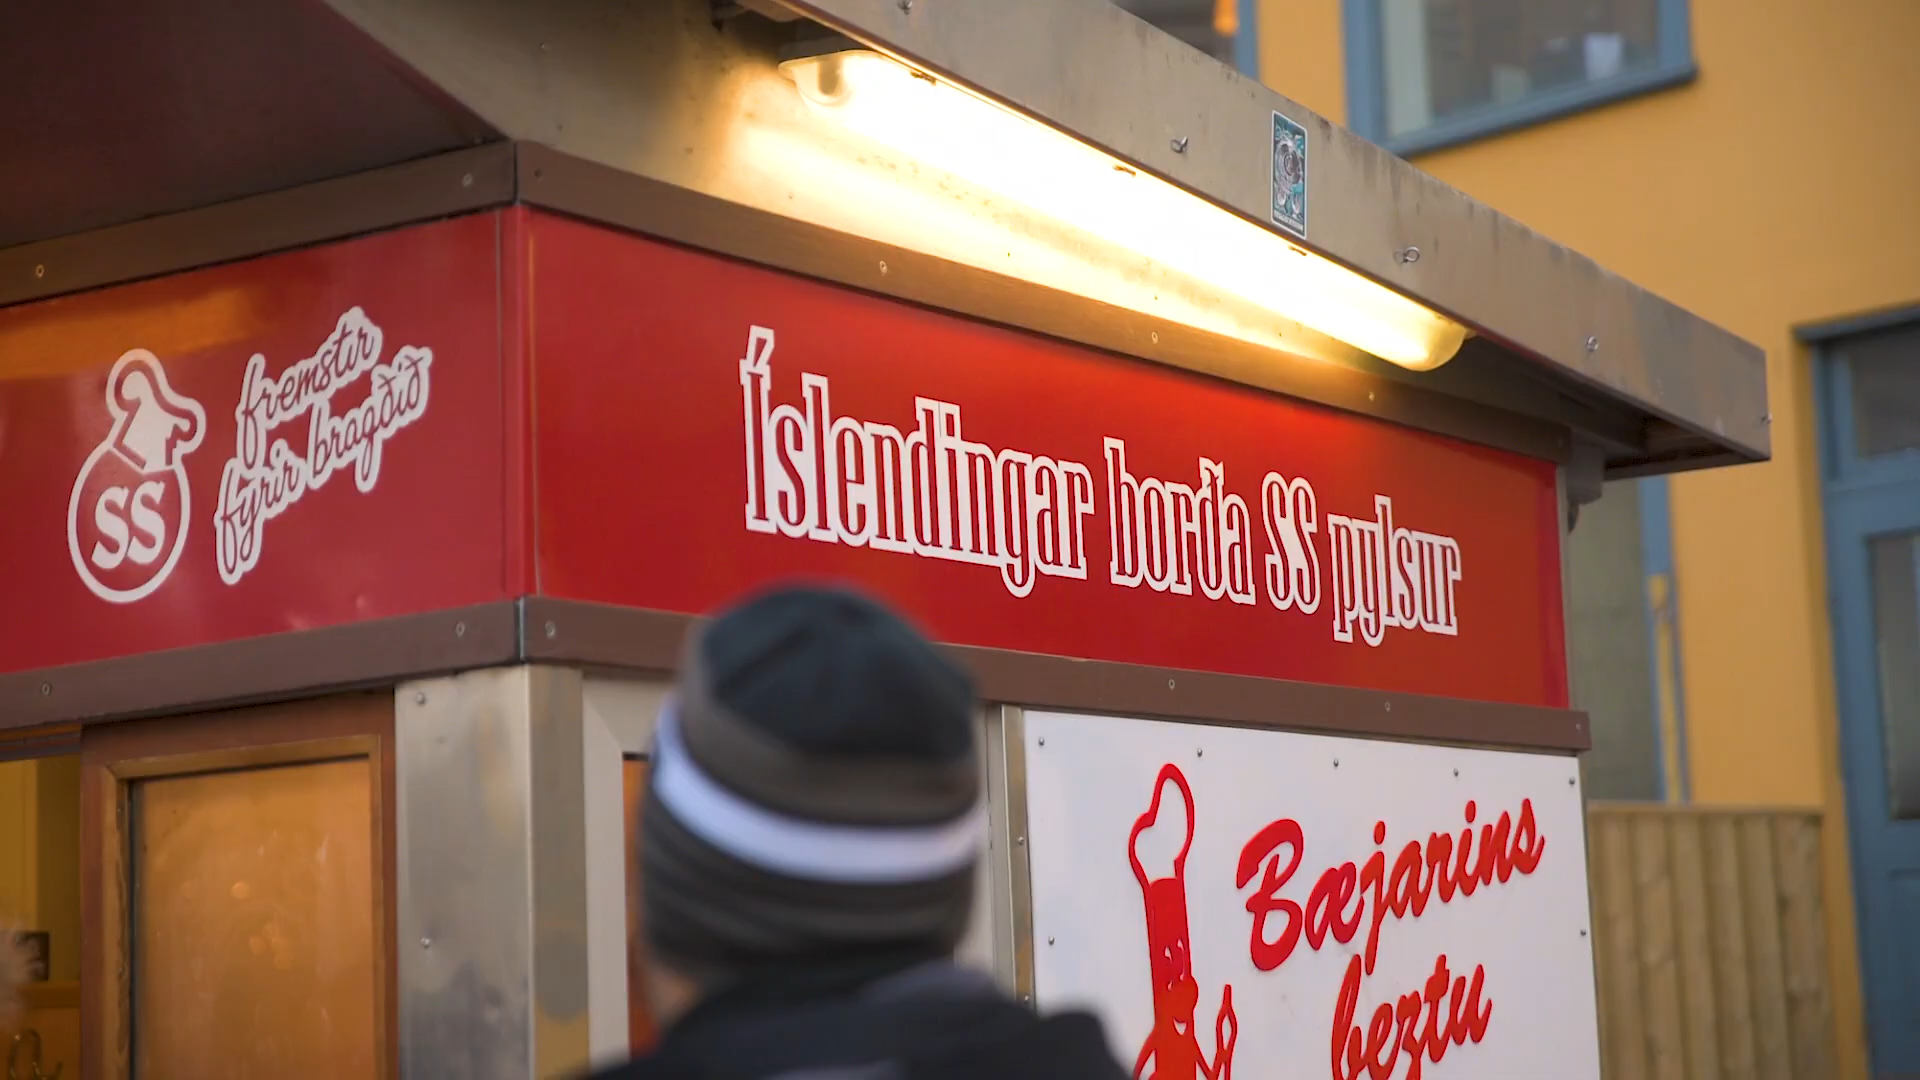 SS
fremstir
fyrir bragðið
Íslendingar borða SS pylsur
Bæjarins
beztu